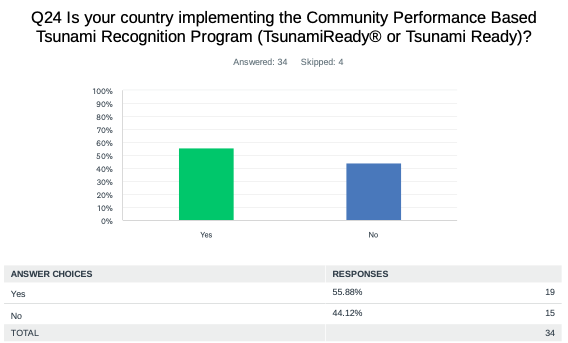 Q24 Is your country implementing the Community Performance Based
Tsunami Recognition Program (TsunamiReady® or Tsunami Ready)?
Answered: 34 Skipped: 4
100%
90%
80%
70%
60%
50%
40%
30%
20%
10%
0%
Yes No
ANSWER CHOICES RESPONSES
Yes 55.88% 19
No 44.12% 15
TOTAL 34